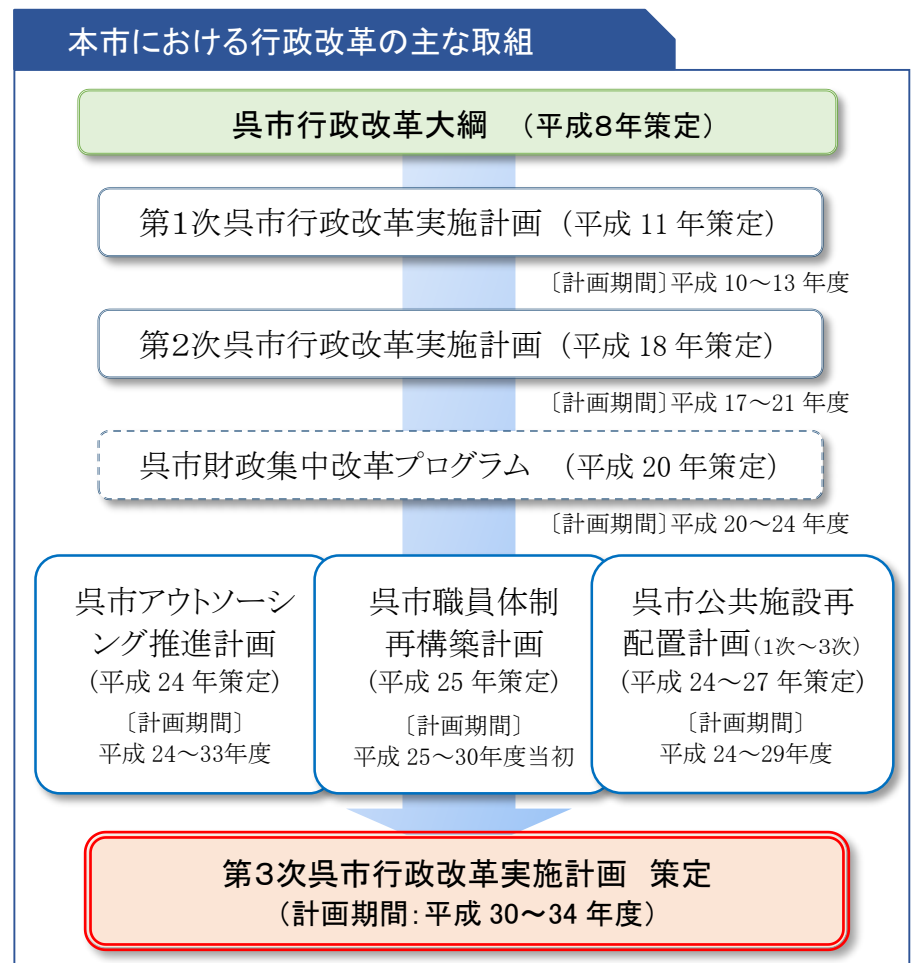 本市における行政改革の主な取組
呉市行政改革大綱 （平成８年策定）
第１次呉市行政改革実施計画（平成 11 年策定）
〔計画期間〕平成 10～13 年度
第２次呉市行政改革実施計画（平成 18 年策定）
〔計画期間〕平成 17～21 年度
呉市財政集中改革プログラム （平成 20 年策定）
〔計画期間〕平成 20～24 年度
呉市アウトソーシ
ング推進計画
（平成 24 年策定）
〔計画期間〕
平成 24～33年度
呉市職員体制
再構築計画
（平成 25 年策定）
〔計画期間〕
平成 25～30年度当初
呉市公共施設再
配置計画（1次～3次）
（平成 24～27 年策定）
〔計画期間〕
平成 24～29年度
第３次呉市行政改革実施計画 策定
（計画期間：平成 30～34 年度）